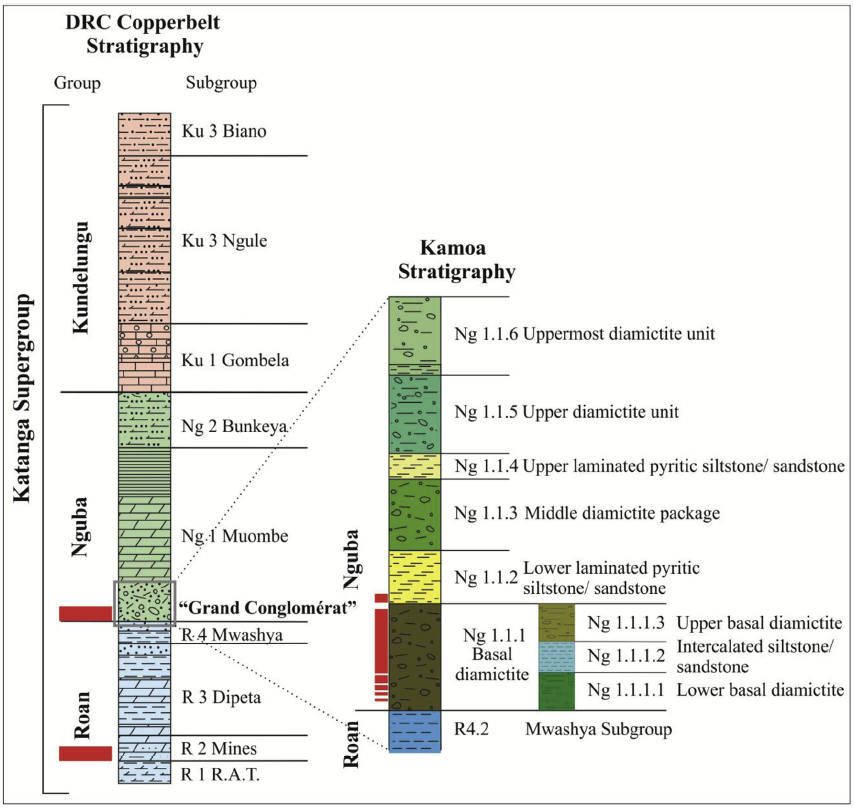 DRC Copperbelt
Stratigraphy
Group
Subgroup
Katanga Supergroup
Kundelungu
Ku 3 Biano
Ku 3 Ngule
Ku 1 Gombela
Nguba
Ng 2 Bunkeya
Ng 1 Muombe
“Grand Conglomérat”
Roan
R 4 Mwashya
R 3 Dipeta
R 2 Mines
R 1 R.A.T.
Kamoa
Stratigraphy
Nguba
Ng 1.1.6 Uppermost diamictite unit
Ng 1.1.5 Upper diamictite unit
Ng 1.1.4 Upper laminated pyritic siltstone/ sandstone
Ng 1.1.3 Middle diamictite package
Ng 1.1.2 Lower laminated pyritic
siltstone/ sandstone
Ng 1.1.1
Basal
diamictite
Ng 1.1.1.3 Upper basal diamictite
Ng 1.1.1.2 Intercalated siltstone/
sandstone
Ng 1.1.1.1 Lower basal diamictite
Roan
R4.2 Mwashya Subgroup